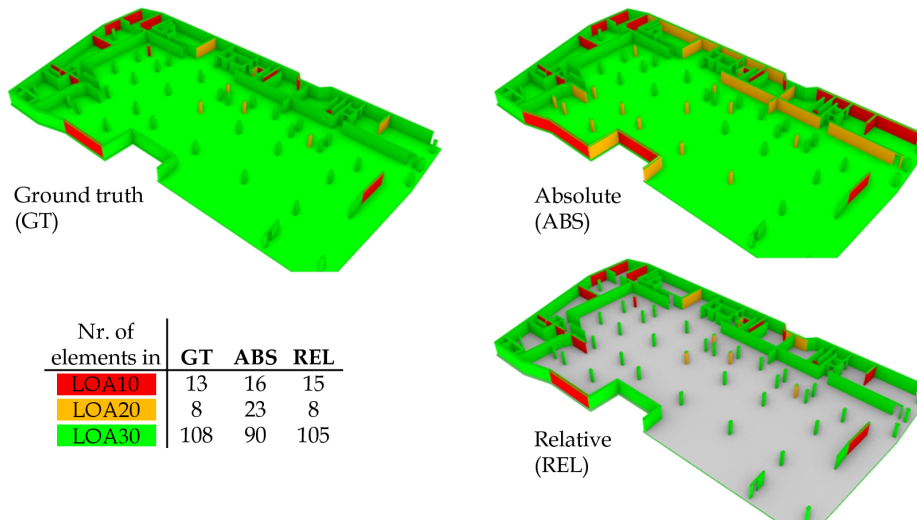 Ground truth
(GT)
Absolute
(ABS)
Nr. of
elements in GT ABS REL
LOA10 13 16 15
LOA20 8 23 8
LOA30 108 90 105
Relative
(REL)